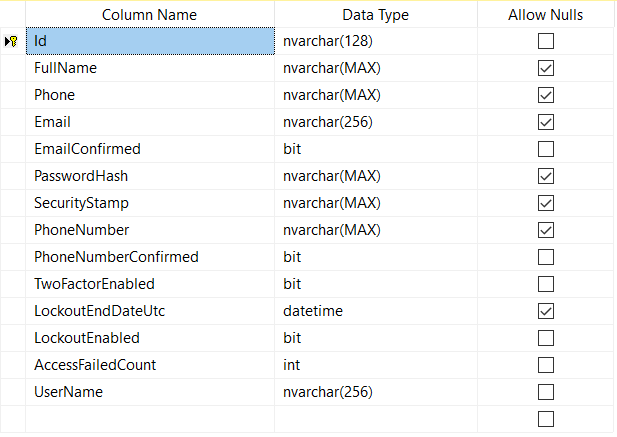 Column Name Data Type Allow Nulls
Id nvarchar(128)
FullName nvarchar(MAX)
Phone nvarchar(MAX)
Email nvarchar(256)
EmailConfirmed bit
PasswordHash nvarchar(MAX)
SecurityStamp nvarchar(MAX)
PhoneNumber nvarchar(MAX)
PhoneNumberConfirmed bit
TwoFactorEnabled bit
LockoutEndDateUtc datetime
LockoutEnabled bit
AccessFailedCount int
UserName nvarchar(256)